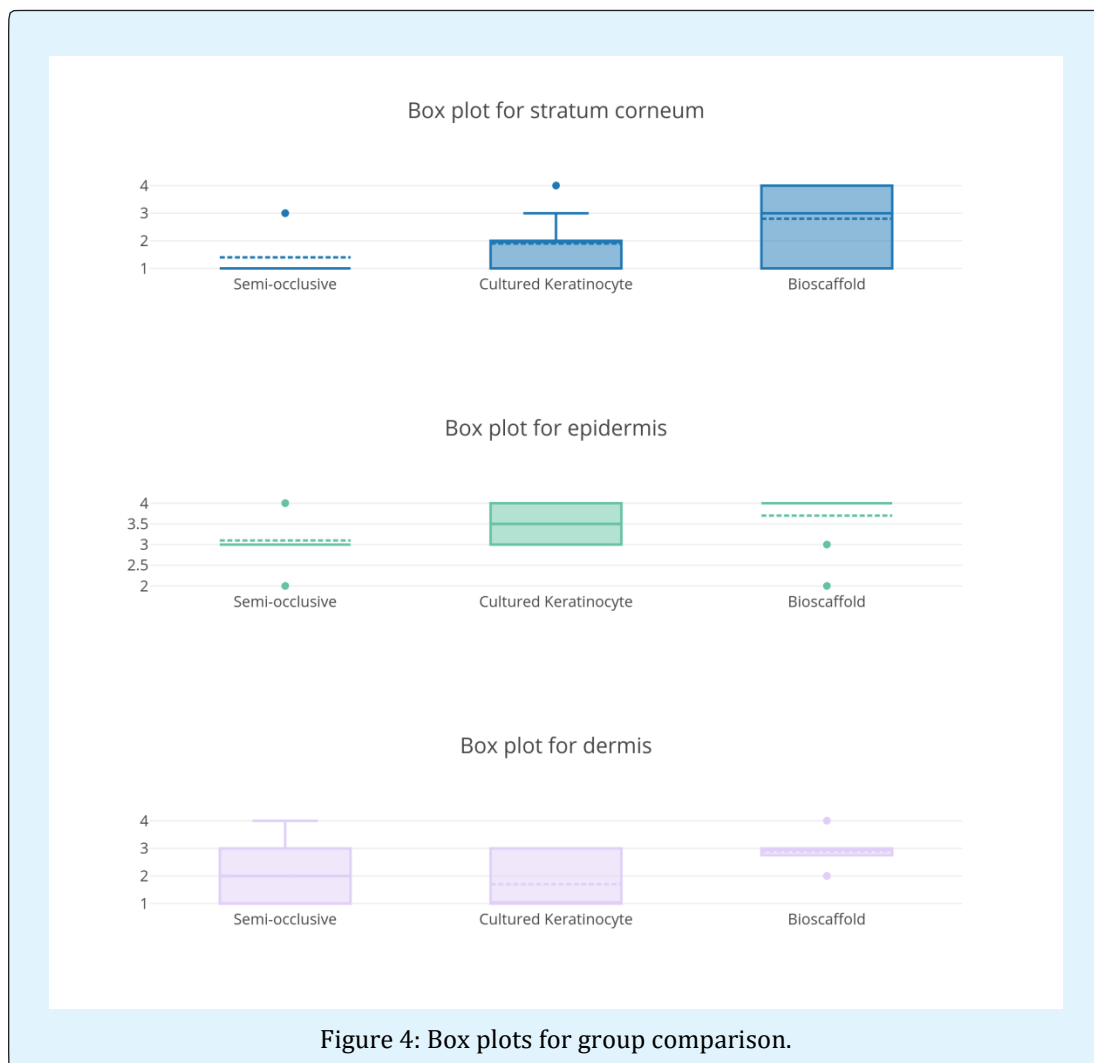 Box plot for stratum corneum
4
3
2
1
Semi-occlusive Cultured Keratinocyte Bioscaffold
Box plot for epidermis
4
3.5
3
2.5
2
Semi-occlusive Cultured Keratinocyte Bioscaffold
Box plot for dermis
4
3
2
1
Semi-occlusive Cultured Keratinocyte Bioscaffold
Figure 4: Box plots for group comparison.